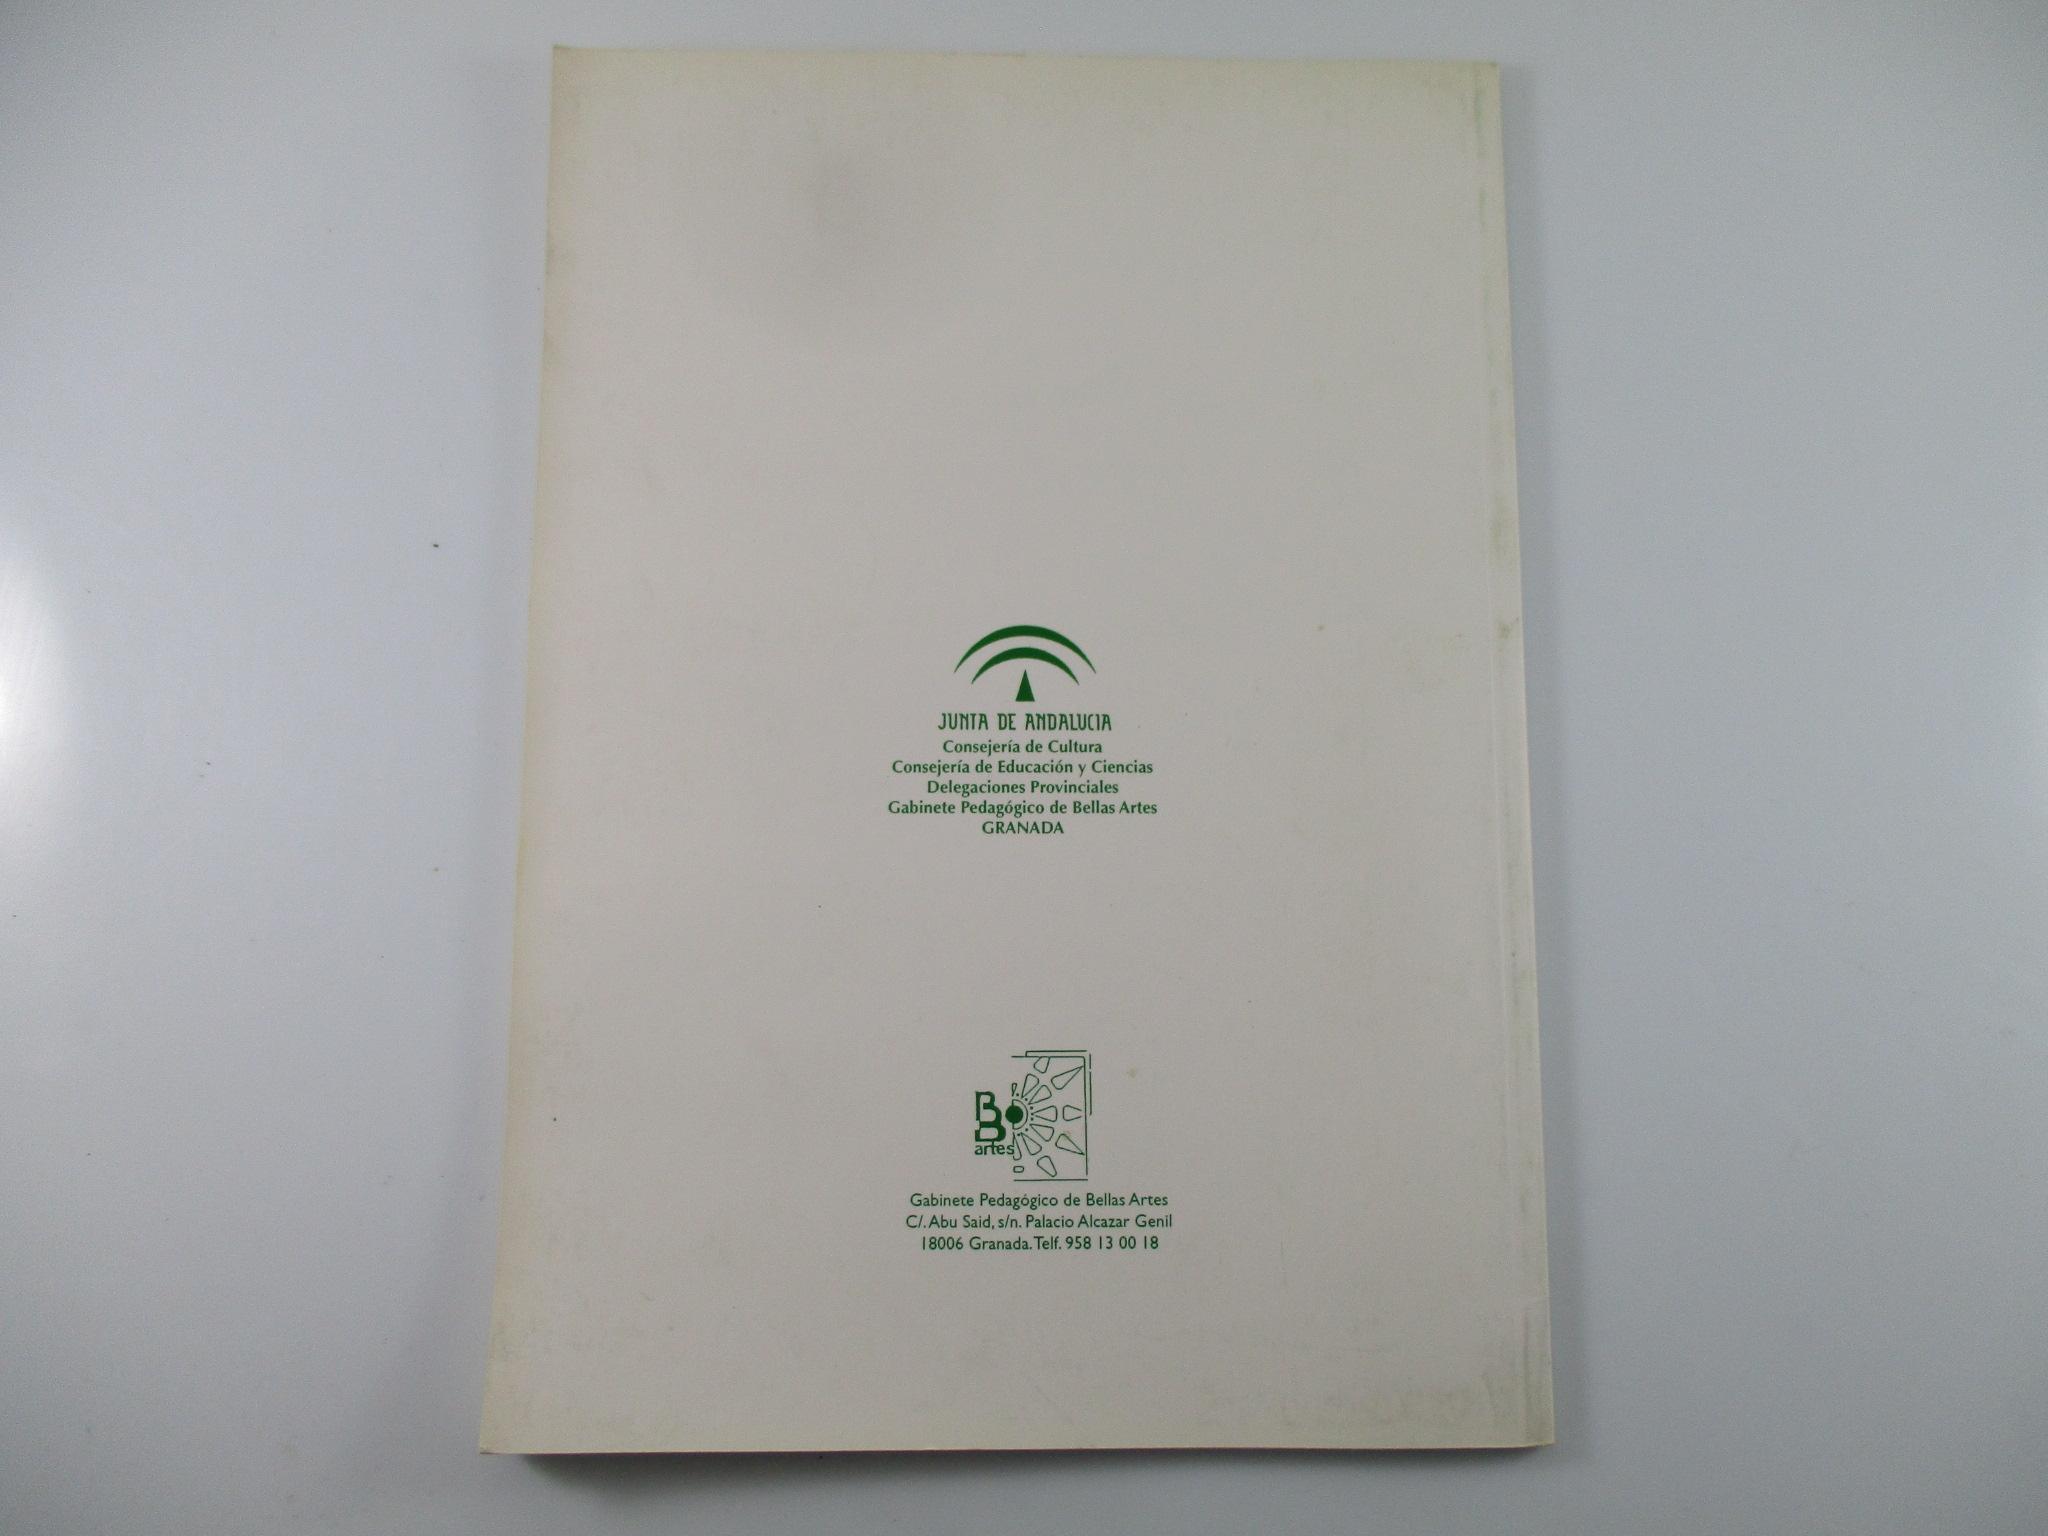 JUNTA DE ANDALUCIA
Consejería de Cultura
Consejería de Educación y Ciencias
Delegaciones Provinciales
Gabinete Pedagógico de Bellas Artes
GRANADA
BB
artes
Gabinete Pedagógico de Bellas Artes
C/. Abu Said, s/n. Palacio Alcazar Genil
18006 Granada. Telf. 958 13 00 18